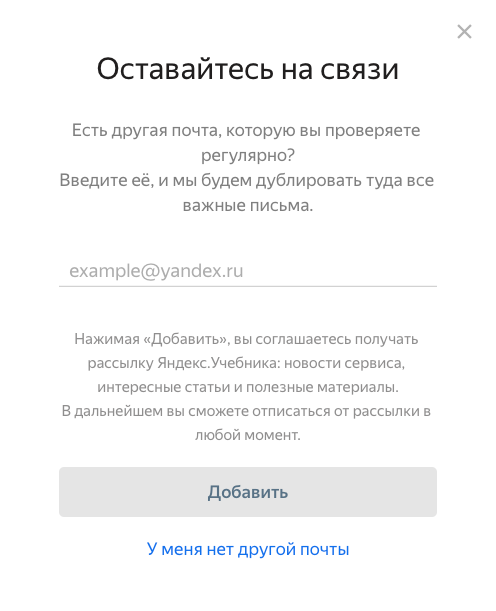 Оставайтесь на связи
Есть другая почта, которую вы проверяете
регулярно?
Введите её, и мы будем дублировать туда все
важные письма.
example@yandex.ru
Нажимая «Добавить», вы соглашаетесь получать
рассылку Яндекс.Учебника: новости сервиса,
интересные статьи и полезные материалы.
В дальнейшем вы сможете отписаться от рассылки в
любой момент.
Добавить
У меня нет другой почты